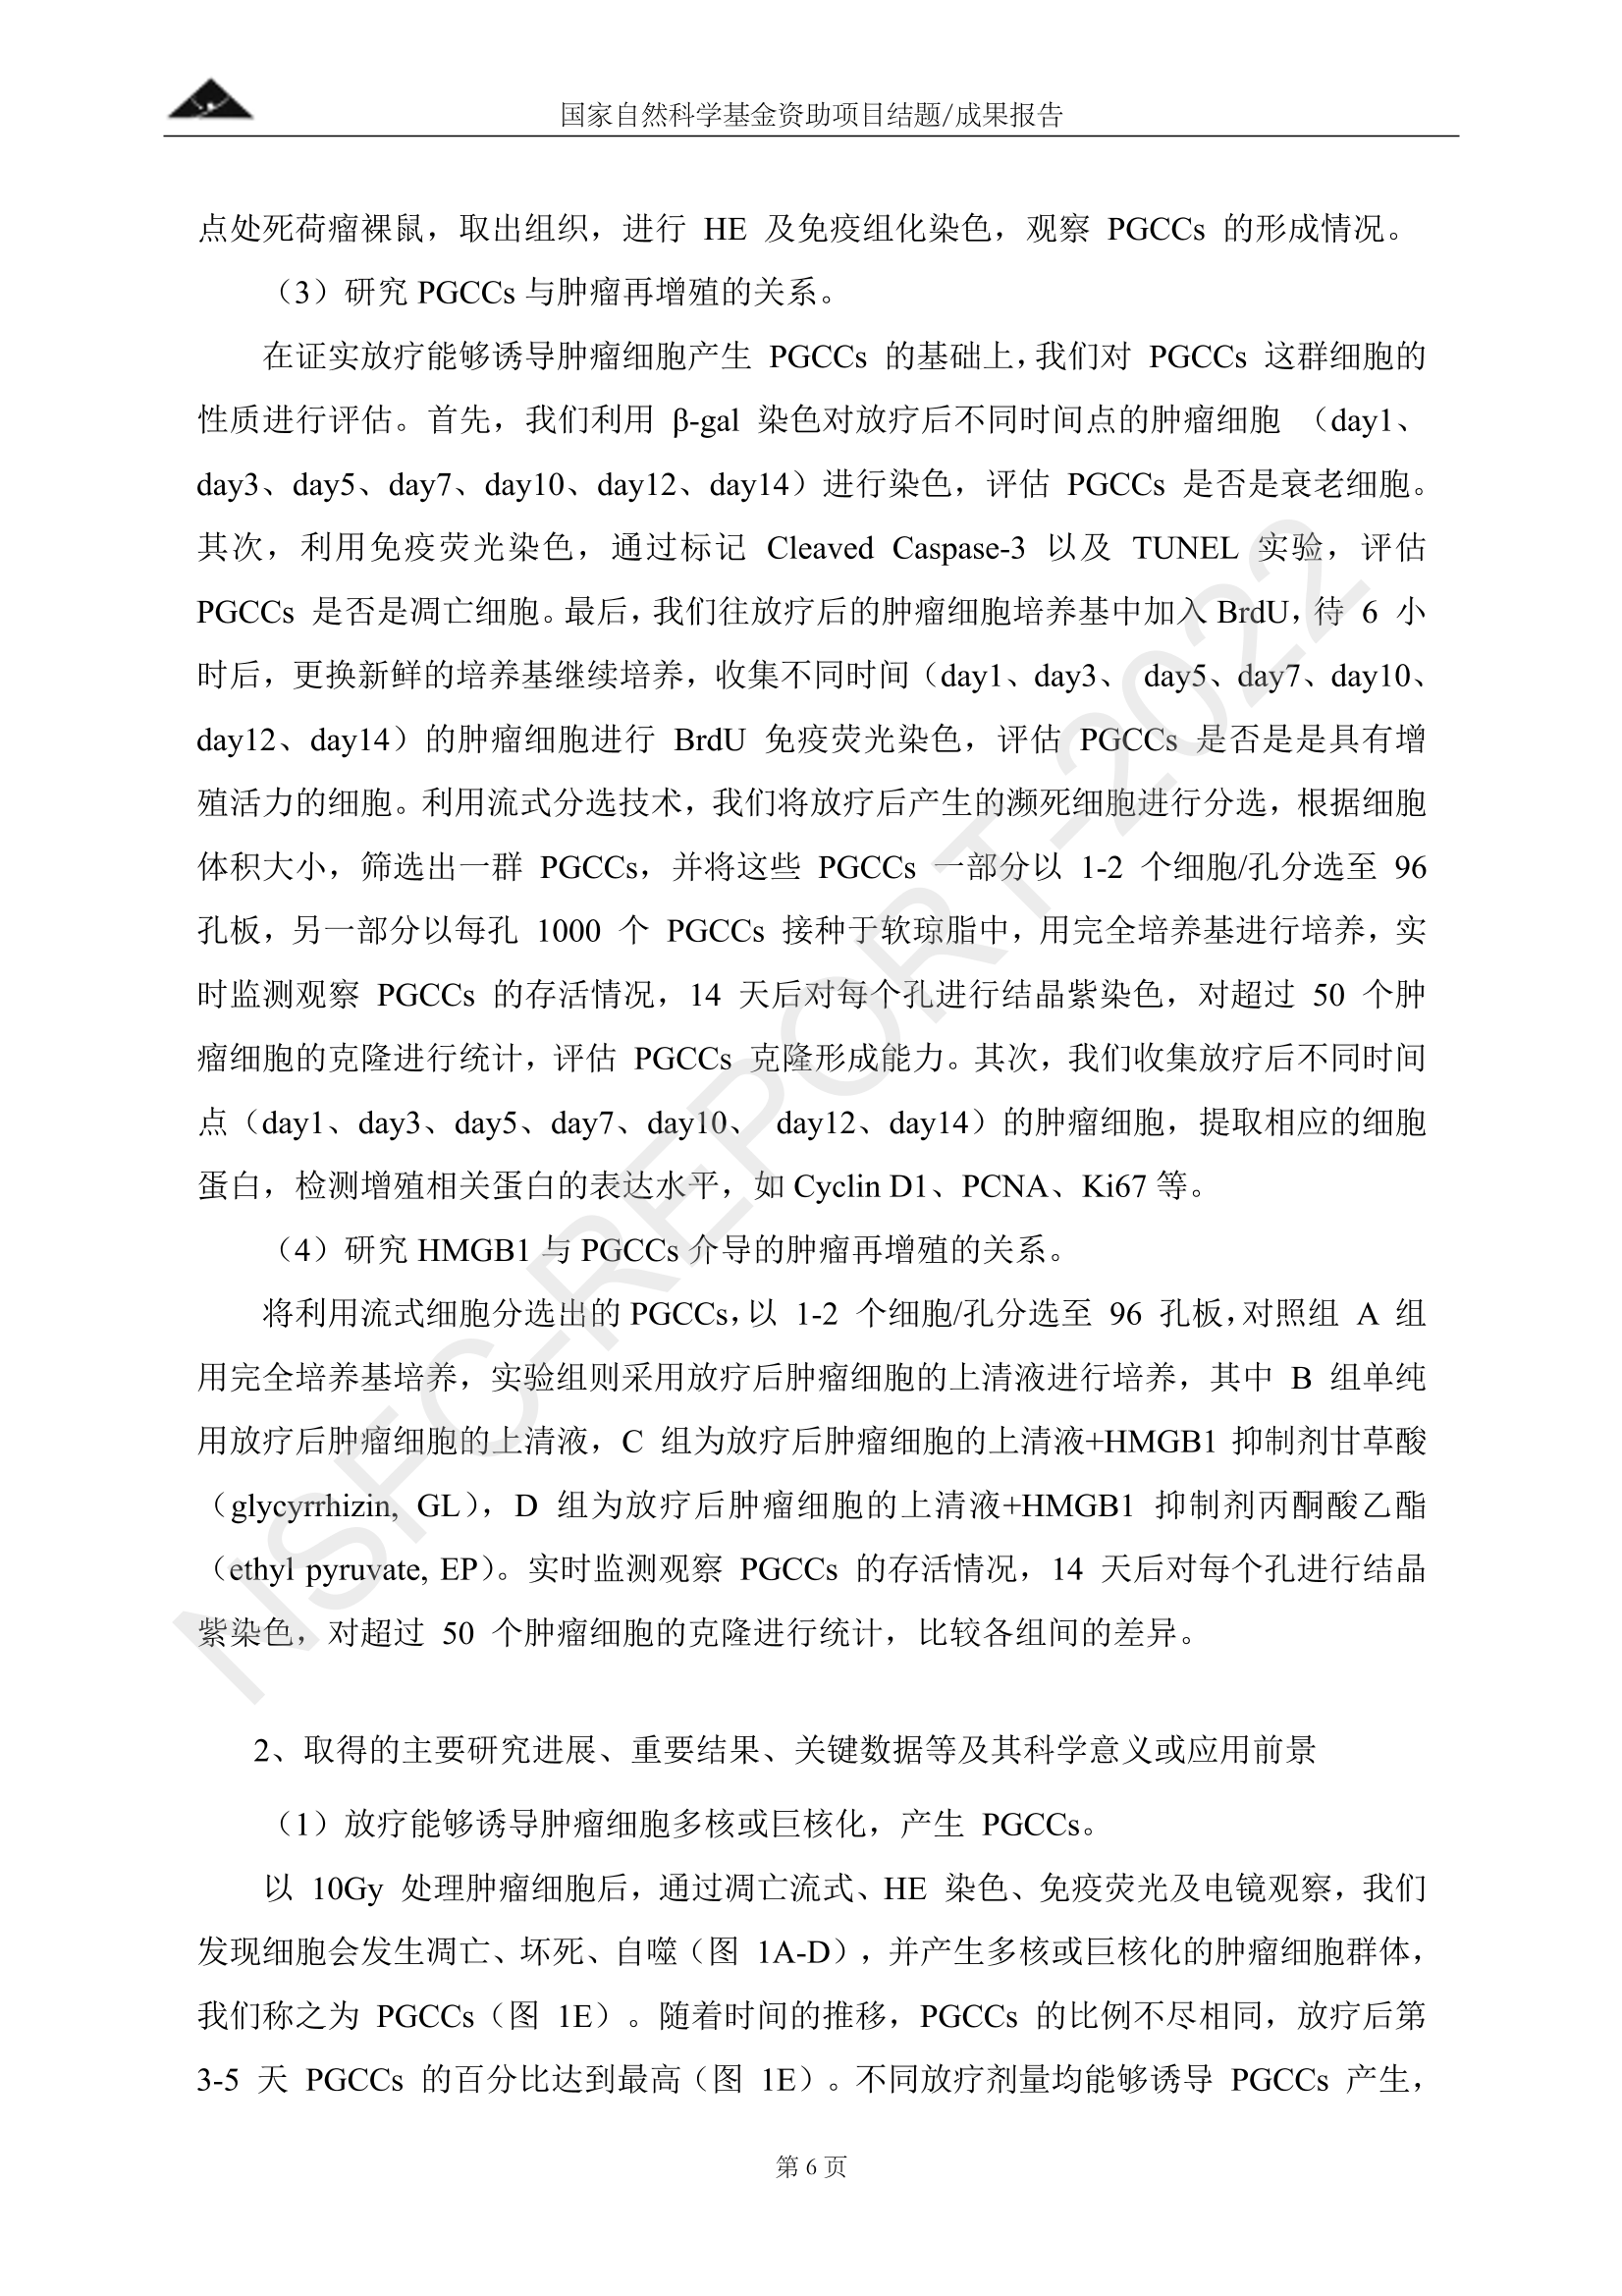 国家自然科学基金资助项目结题/成果报告
点处死荷瘤裸鼠，取出组织，进行 HE 及免疫组化染色，观察 PGCCs 的形成情况。
（3）研究 PGCCs 与肿瘤再增殖的关系。
在证实放疗能够诱导肿瘤细胞产生 PGCCs 的基础上，我们对 PGCCs 这群细胞的
性质进行评估。首先，我们利用 β-gal 染色对放疗后不同时间点的肿瘤细胞 （day1、
day3、day5、day7、day10、day12、day14）进行染色，评估 PGCCs 是否是衰老细胞。
其次，利用免疫荧光染色，通过标记 Cleaved Caspase-3 以及 TUNEL 实验，评估
PGCCs 是否是凋亡细胞。最后，我们往放疗后的肿瘤细胞培养基中加入 BrdU，待 6 小
时后，更换新鲜的培养基继续培养，收集不同时间（day1、day3、 day5、day7、day10、
day12、day14）的肿瘤细胞进行 BrdU 免疫荧光染色，评估 PGCCs 是否是是具有增
殖活力的细胞。利用流式分选技术，我们将放疗后产生的濒死细胞进行分选，根据细胞
体积大小，筛选出一群 PGCCs，并将这些 PGCCs 一部分以 1-2 个细胞/孔分选至 96
孔板，另一部分以每孔 1000 个 PGCCs 接种于软琼脂中，用完全培养基进行培养，实
时监测观察 PGCCs 的存活情况，14 天后对每个孔进行结晶紫染色，对超过 50 个肿
瘤细胞的克隆进行统计，评估 PGCCs 克隆形成能力。其次，我们收集放疗后不同时间
点（day1、day3、day5、day7、day10、 day12、day14）的肿瘤细胞，提取相应的细胞
蛋白，检测增殖相关蛋白的表达水平，如 Cyclin D1、PCNA、Ki67 等。
（4）研究 HMGB1 与 PGCCs 介导的肿瘤再增殖的关系。
将利用流式细胞分选出的 PGCCs，以 1-2 个细胞/孔分选至 96 孔板，对照组 A 组
用完全培养基培养，实验组则采用放疗后肿瘤细胞的上清液进行培养，其中 B 组单纯
用放疗后肿瘤细胞的上清液，C 组为放疗后肿瘤细胞的上清液+HMGB1 抑制剂甘草酸
（glycyrrhizin, GL），D 组为放疗后肿瘤细胞的上清液+HMGB1 抑制剂丙酮酸乙酯
（ethyl pyruvate, EP）。实时监测观察 PGCCs 的存活情况，14 天后对每个孔进行结晶
紫染色，对超过 50 个肿瘤细胞的克隆进行统计，比较各组间的差异。
2、取得的主要研究进展、重要结果、关键数据等及其科学意义或应用前景
（1）放疗能够诱导肿瘤细胞多核或巨核化，产生 PGCCs。
以 10Gy 处理肿瘤细胞后，通过凋亡流式、HE 染色、免疫荧光及电镜观察，我们
发现细胞会发生凋亡、坏死、自噬（图 1A-D），并产生多核或巨核化的肿瘤细胞群体，
我们称之为 PGCCs（图 1E）。随着时间的推移，PGCCs 的比例不尽相同，放疗后第
3-5 天 PGCCs 的百分比达到最高（图 1E）。不同放疗剂量均能够诱导 PGCCs 产生，
第 6 页
NSFC-REPORT-2022